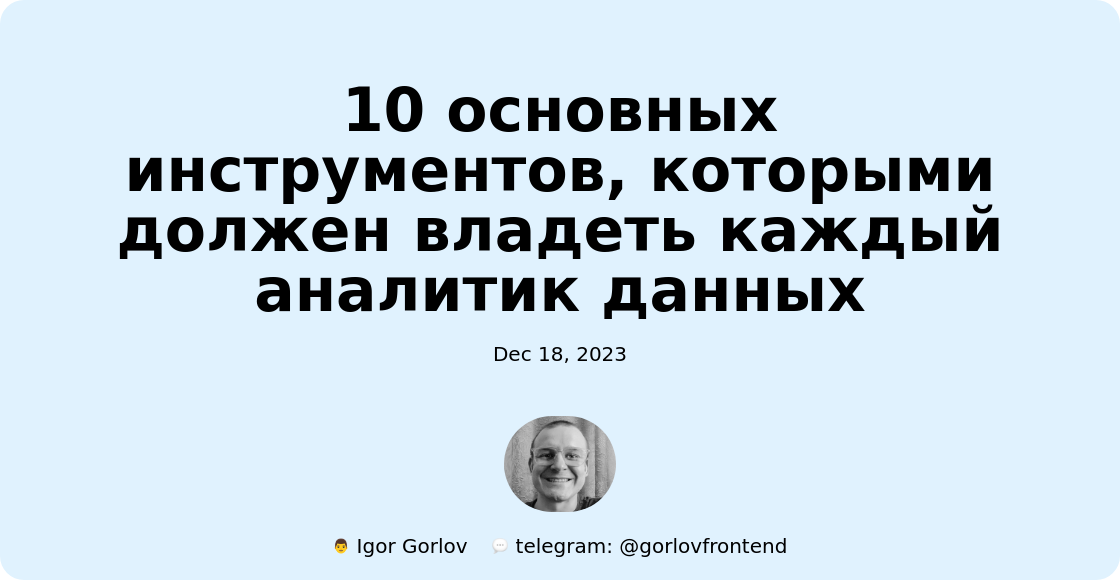 10 основных
инструментов, которыми
должен владеть каждый
аналитик данных
Dec 18, 2023
Igor Gorlov telegram: @gorlovfrontend